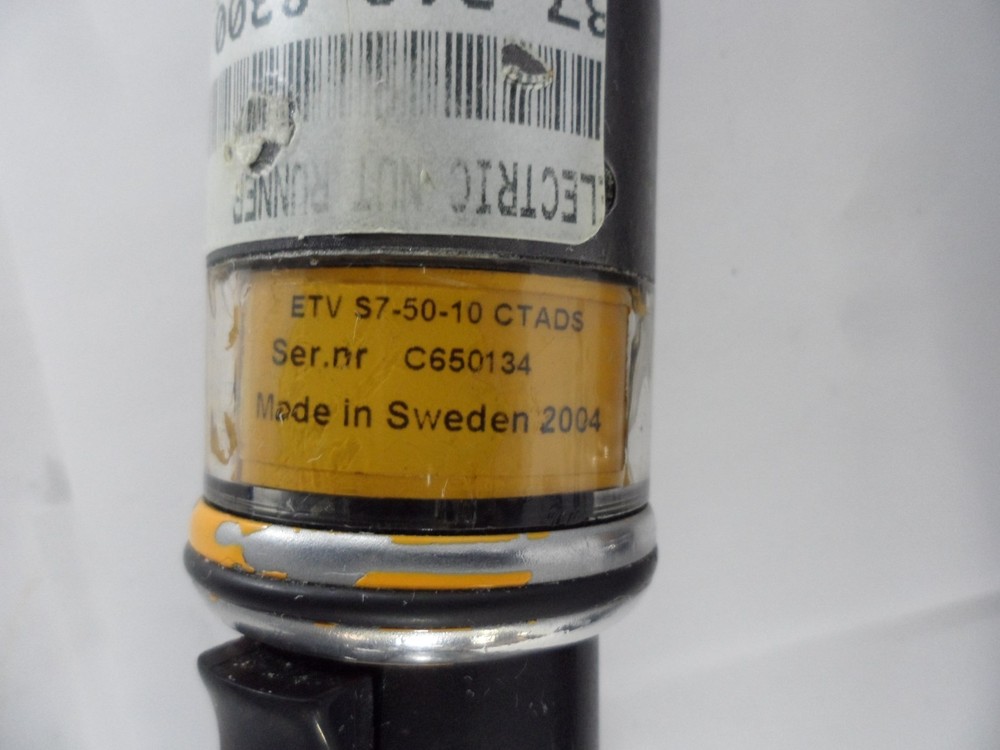 ELECTRIC NUT RUNNER
ETV S7-50-10 CTADS
Ser.nr C650134
Made in Sweden 2004